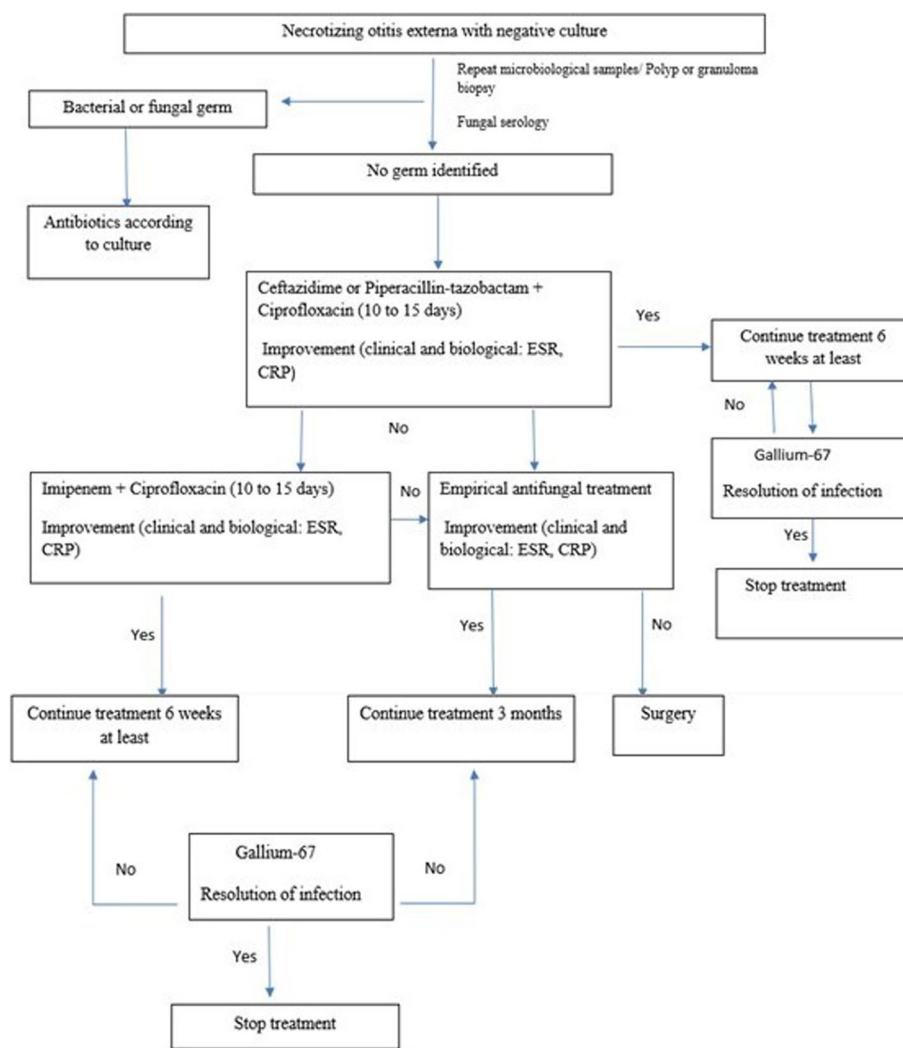 Necrotizing otitis externa with negative culture
Repeat microbiological samples/ Polyp or granuloma
biopsy
Fungal serology
Bacterial or fungal germ
No germ identified
Antibiotics according
to culture
Ceftazidime or Piperacillin-tazobactam +
Ciprofloxacin (10 to 15 days)
Improvement (clinical and biological: ESR,
CRP)
Yes
Continue treatment 6
weeks at least
No
No
Gallium-67
Resolution of infection
Yes
Stop treatment
Imipenem + Ciprofloxacin (10 to 15 days)
Improvement (clinical and biological: ESR,
CRP)
No
Empirical antifungal treatment
Improvement (clinical and
biological: ESR, CRP)
Yes
Yes
No
Continue treatment 6 weeks
at least
Continue treatment 3 months
Surgery
Gallium-67
Resolution of infection
No
No
Yes
Stop treatment